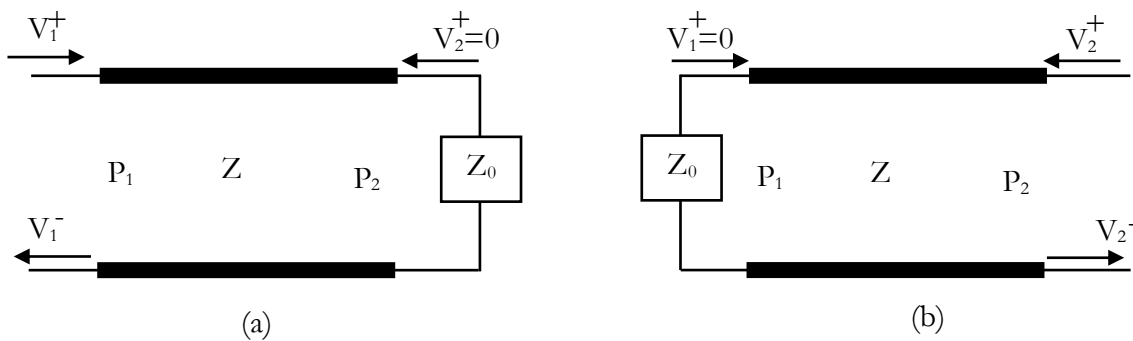 V₁⁺
V₂⁺=0
P₁ Z P₂ Z₀
V₁⁻
(a)
V₁⁺=0
V₂⁺
Z₀ P₁ Z P₂
V₂-
(b)